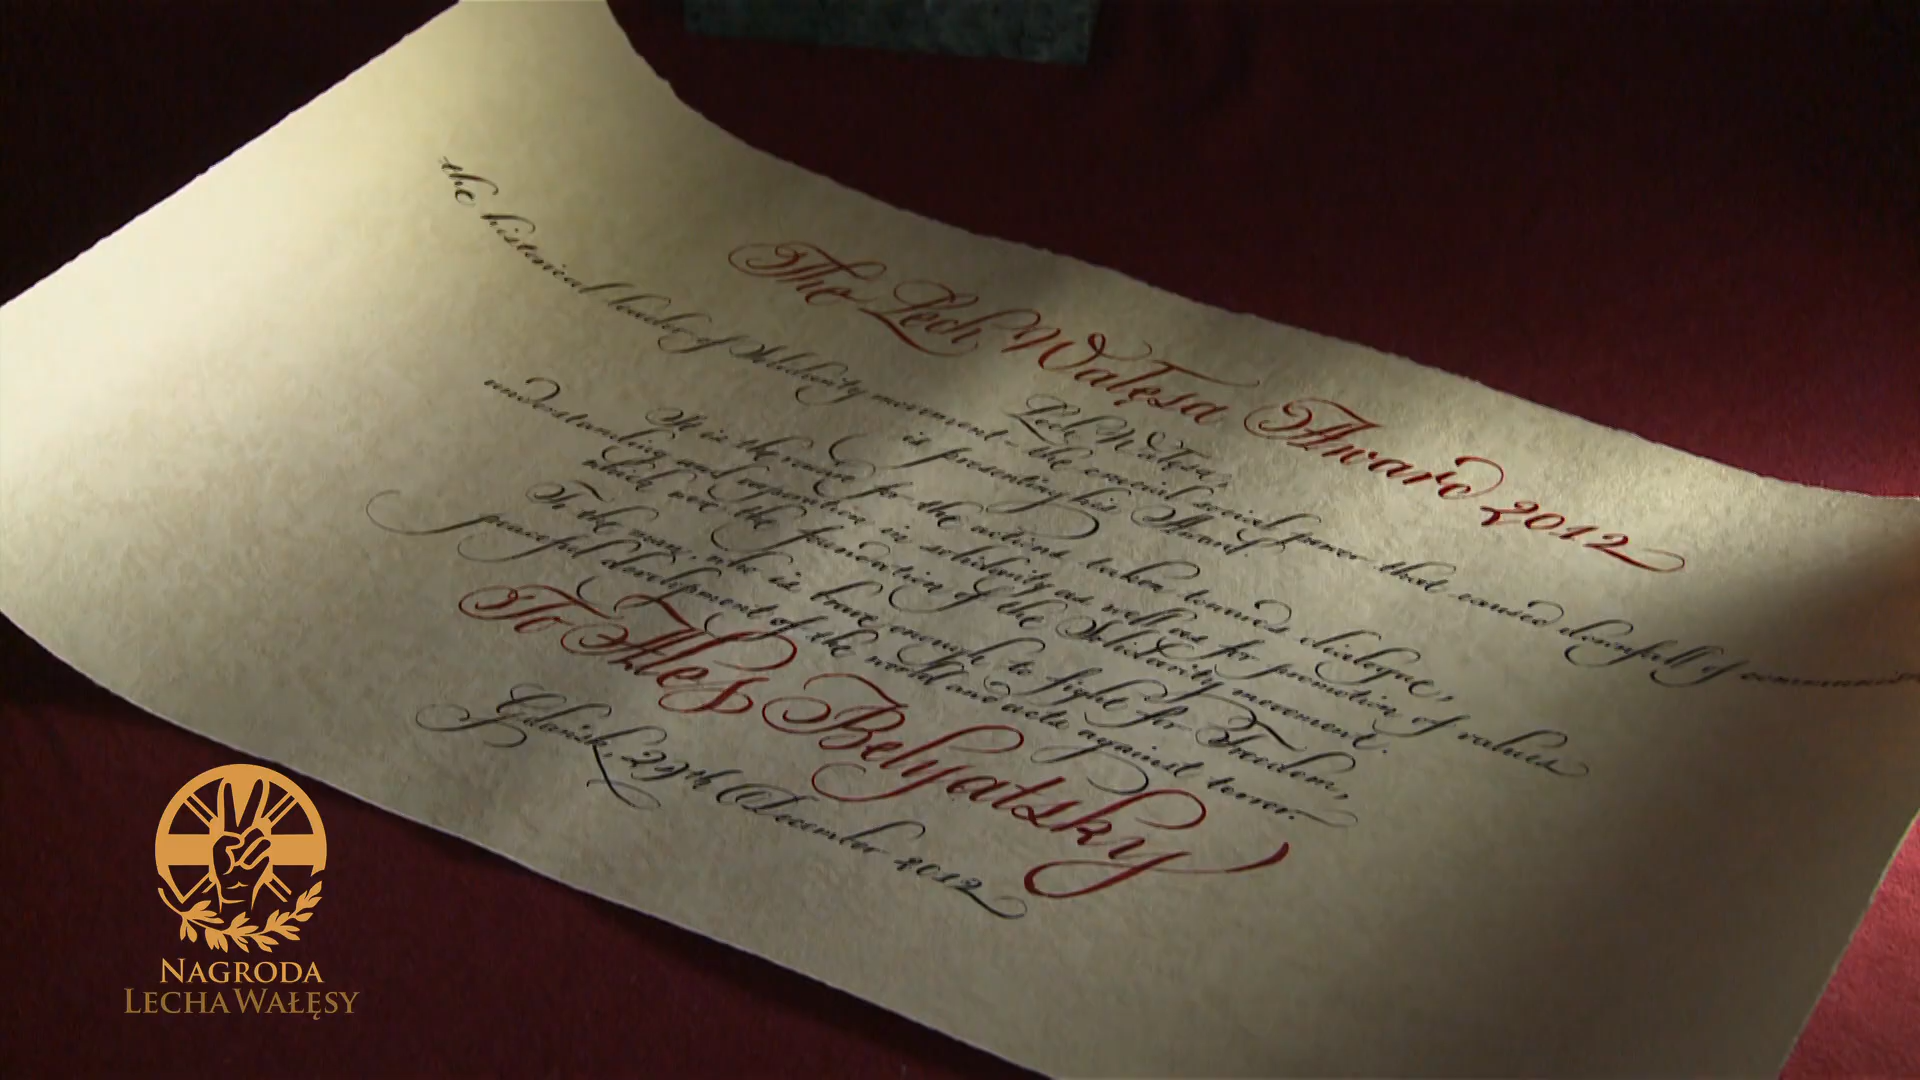 The Lech Wałęsa Award 2012
Lech Wałęsa,
the historical leader of Solidarity movement - the crucial social power that caused downfall of communism
is presenting his Award.
It is the reward for the actions taken towards dialogue,
understanding and cooperation in solidarity as well as for promotion of values
which were the foundation of the Solidarity movement.
To the man, who is brave enough to fight for Freedom,
peaceful development of the world and acts against terror.
To Ales Belyatsky
Gdańsk, 29th December 2012
NAGRODA
LECHA WAŁĘSY